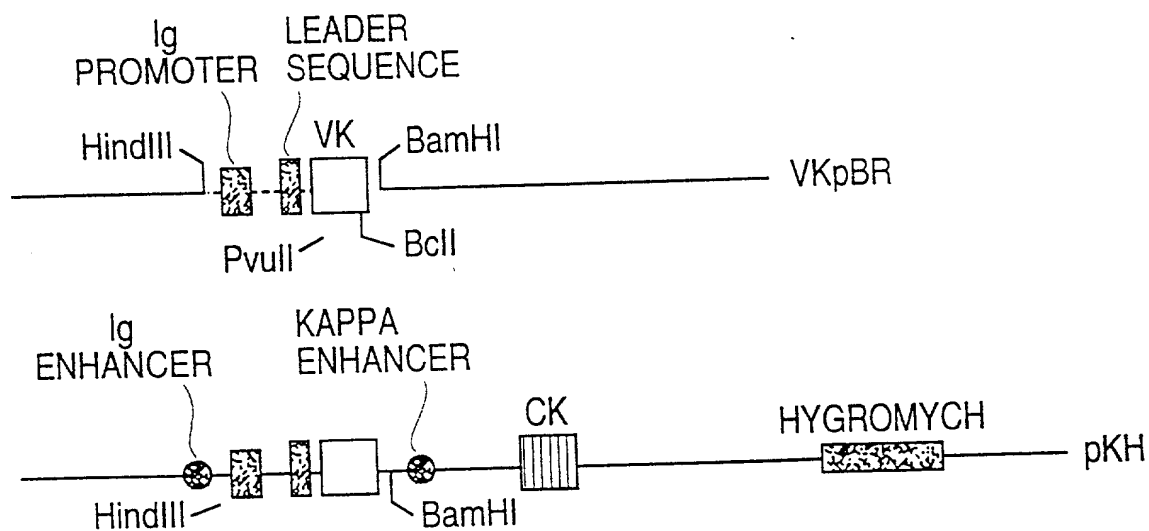 Ig
PROMOTER
LEADER
SEQUENCE
HindIII
VK
BamHI
VKpBR
PvuII
BclI
Ig
ENHANCER
KAPPA
ENHANCER
CK
HYGROMYCH
pKH
HindIII
BamHI